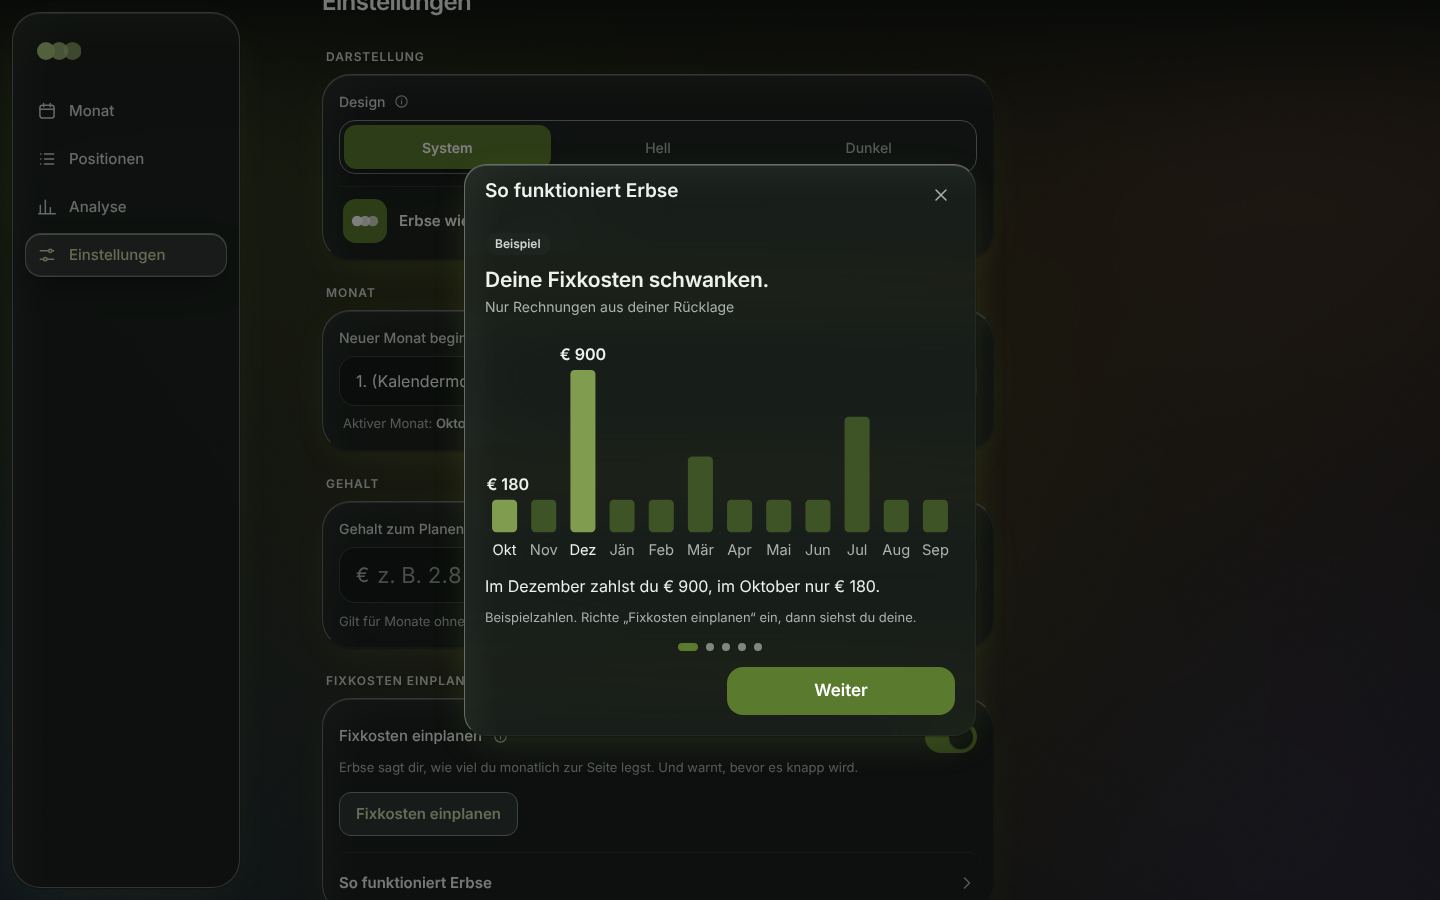 Einstellungen
DARSTELLUNG
Design
System
Hell
Dunkel
Erbse wie
MONAT
Neuer Monat begin
1. (Kalendermo
Aktiver Monat: Okto
GEHALT
Gehalt zum Planen
€ z. B. 2.8
Gilt für Monate ohne
FIXKOSTEN EINPLAN
Fixkosten einplanen
Erbse sagt dir, wie viel du monatlich zur Seite legst. Und warnt, bevor es knapp wird.
Fixkosten einplanen
So funktioniert Erbse
Monat
Positionen
Analyse
Einstellungen
So funktioniert Erbse
Beispiel
Deine Fixkosten schwanken.
Nur Rechnungen aus deiner Rücklage
€ 900
€ 180
Okt Nov Dez Jän Feb Mär Apr Mai Jun Jul Aug Sep
Im Dezember zahlst du € 900, im Oktober nur € 180.
Beispielzahlen. Richte „Fixkosten einplanen“ ein, dann siehst du deine.
Weiter